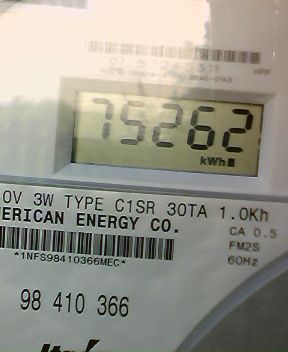 75262
kWh
0V 3W TYPE C1SR 30TA 1.0Kh
ERICAN ENERGY CO.
CA 0.5
FM2S
60Hz
*1NFS98410366MEC*
98 410 366